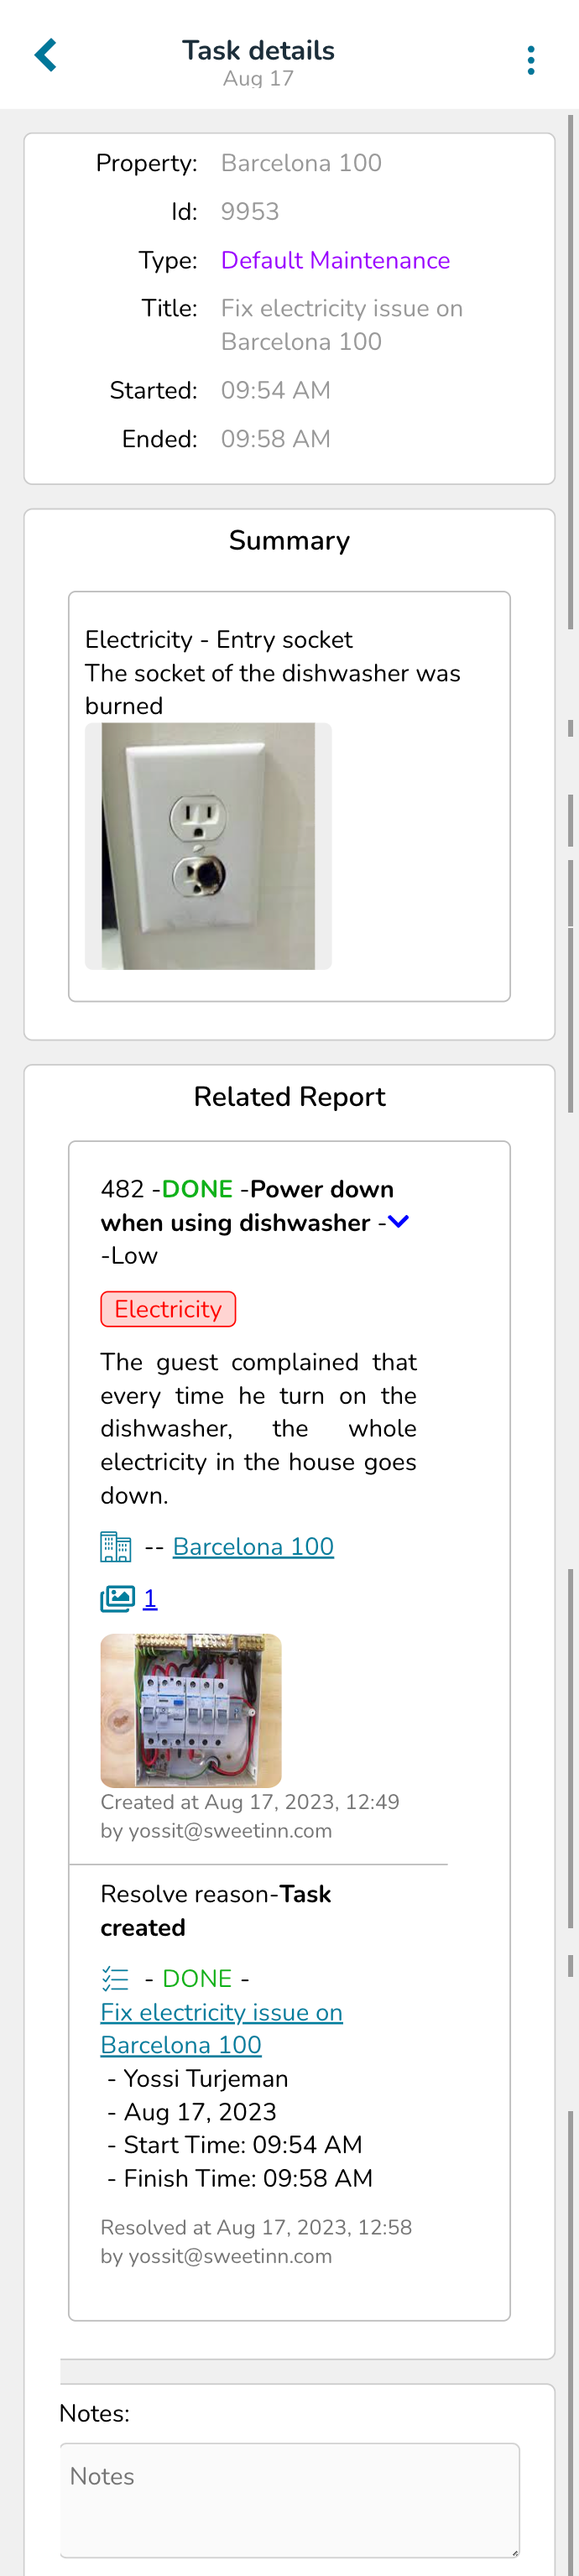 Task details
Aug 17
Property: Barcelona 100
Id: 9953
Type: Default Maintenance
Title: Fix electricity issue on
Barcelona 100
Started: 09:54 AM
Ended: 09:58 AM
Summary
Electricity - Entry socket
The socket of the dishwasher was
burned
Related Report
482 -DONE -Power down
when using dishwasher -
-Low
Electricity
The guest complained that
every time he turn on the
dishwasher, the whole
electricity in the house goes
down.
-- Barcelona 100
1
Created at Aug 17, 2023, 12:49
by yossit@sweetinn.com
Resolve reason-Task
created
- DONE -
Fix electricity issue on
Barcelona 100
- Yossi Turjeman
- Aug 17, 2023
- Start Time: 09:54 AM
- Finish Time: 09:58 AM
Resolved at Aug 17, 2023, 12:58
by yossit@sweetinn.com
Notes:
Notes